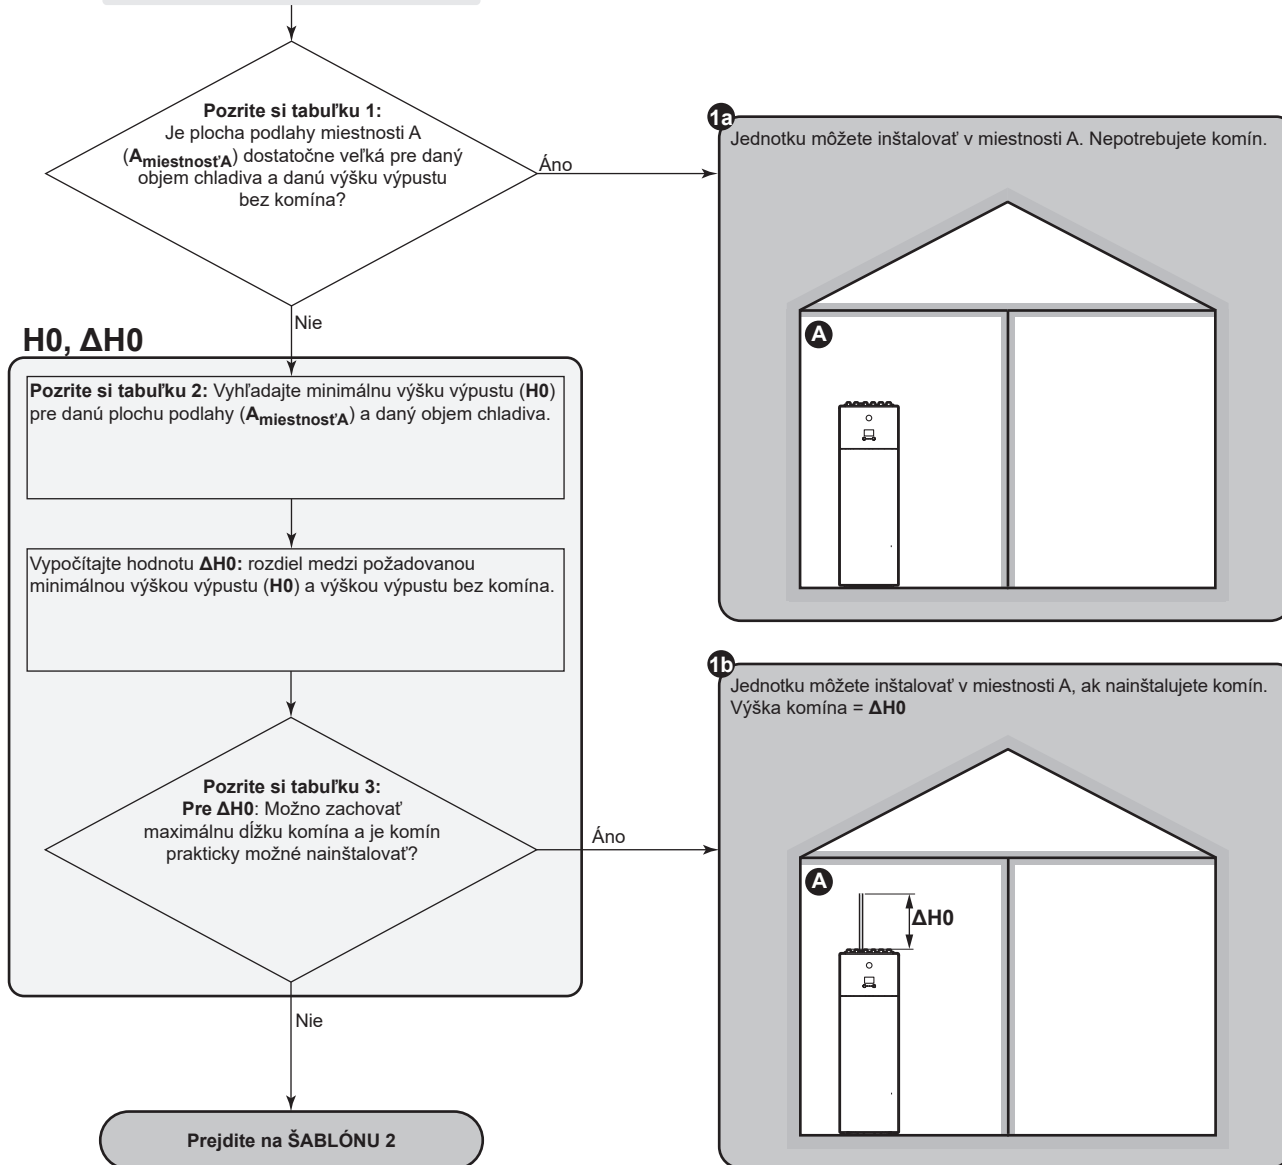 Pozrite si tabuľku 1:
Je plocha podlahy miestnosti A
(AmiestnosťA) dostatočne veľká pre daný
objem chladiva a danú výšku výpustu
bez komína?
Áno
1a
Jednotku môžete inštalovať v miestnosti A. Nepotrebujete komín.
A
Nie
H0, ΔH0
Pozrite si tabuľku 2: Vyhľadajte minimálnu výšku výpustu (H0)
pre danú plochu podlahy (AmiestnosťA) a daný objem chladiva.
Vypočítajte hodnotu ΔH0: rozdiel medzi požadovanou
minimálnou výškou výpustu (H0) a výškou výpustu bez komína.
Pozrite si tabuľku 3:
Pre ΔH0: Možno zachovať
maximálnu dĺžku komína a je komín
prakticky možné nainštalovať?
Áno
1b
Jednotku môžete inštalovať v miestnosti A, ak nainštalujete komín.
Výška komína = ΔH0
A
ΔH0
Nie
Prejdite na ŠABLÓNU 2